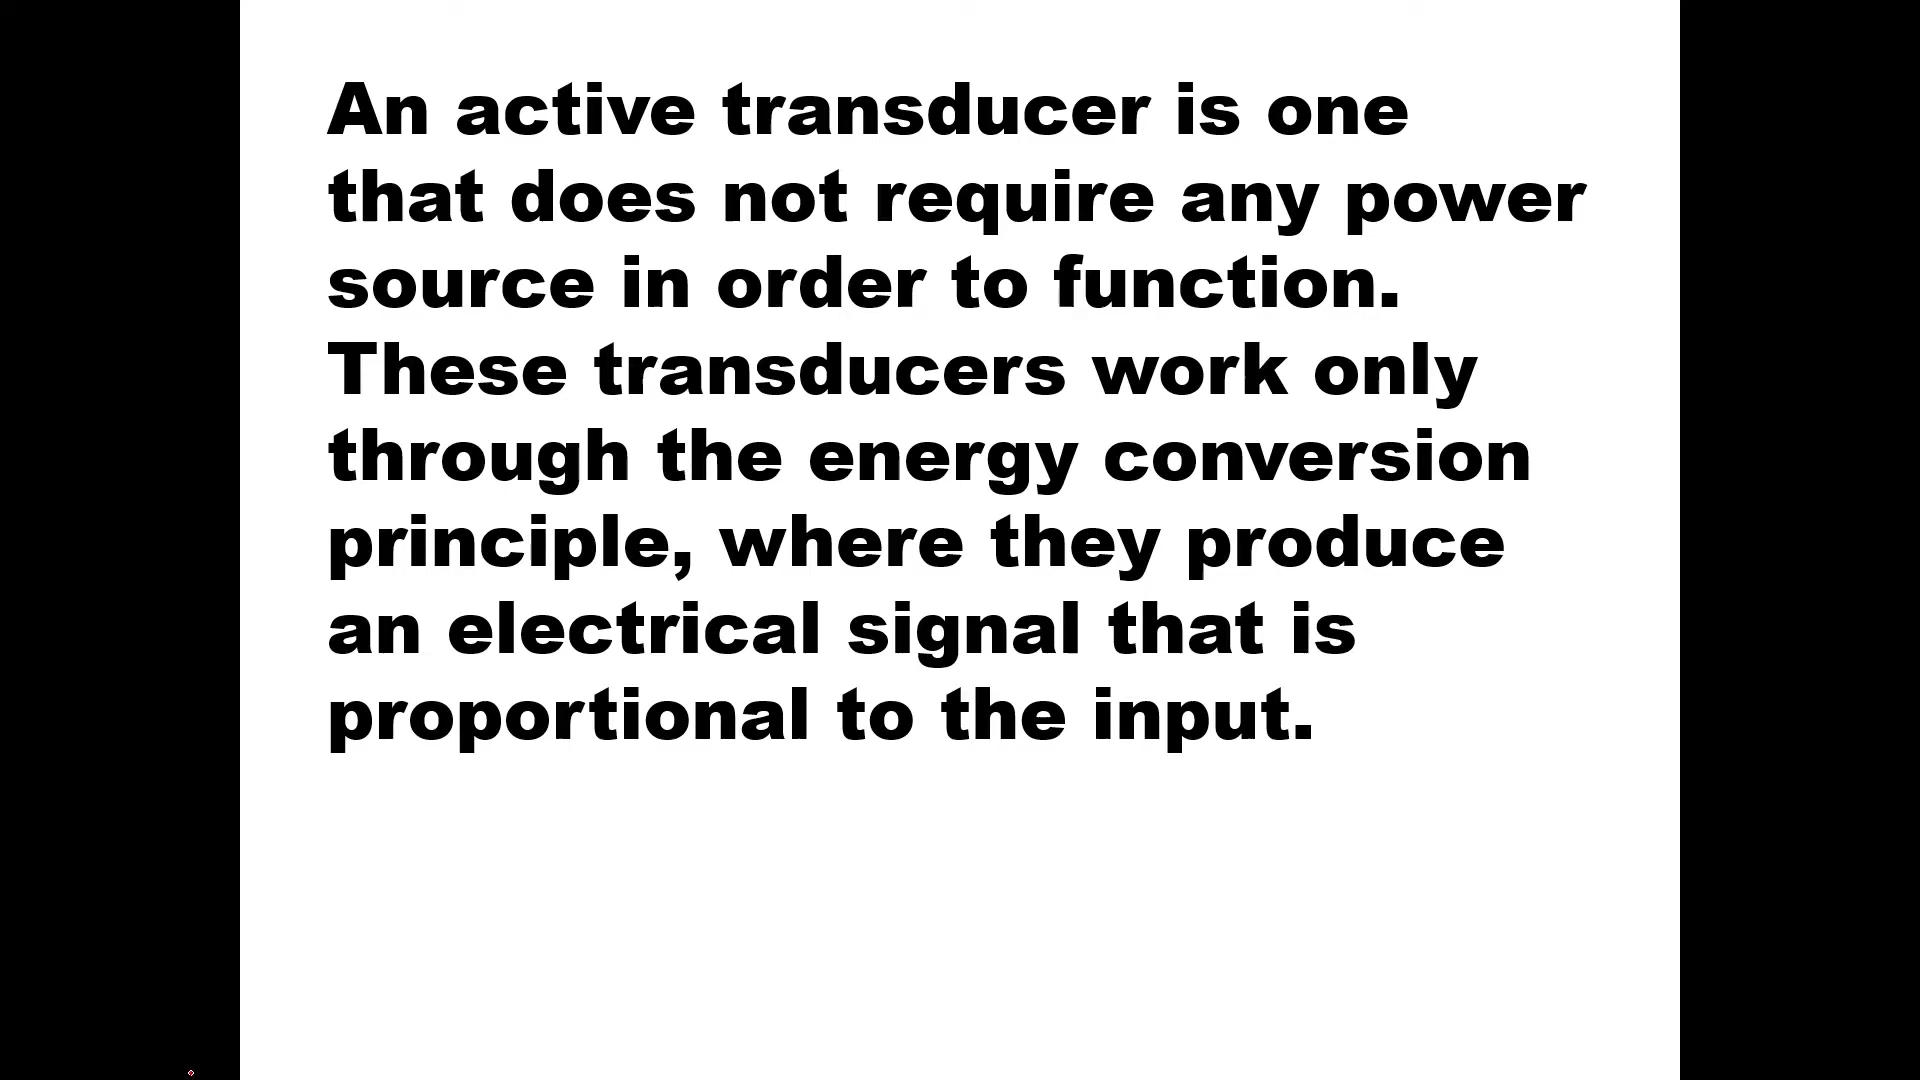 An active transducer is one
that does not require any power
source in order to function.
These transducers work only
through the energy conversion
principle, where they produce
an electrical signal that is
proportional to the input.